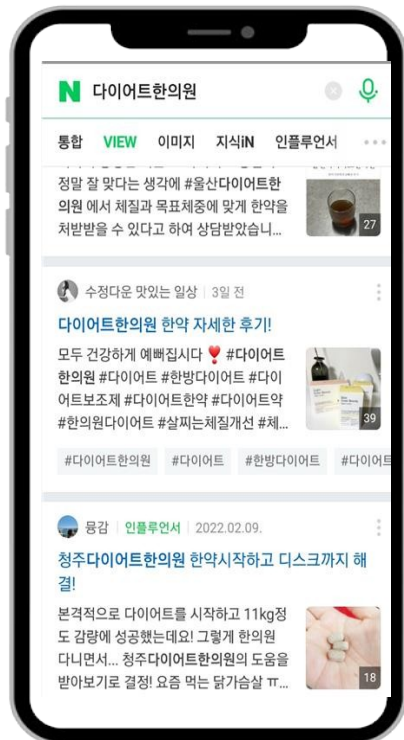 N 다이어트한의원
통합 VIEW 이미지 지식iN 인플루언서
정말 잘 맞다는 생각에 #울산다이어트한
의원 에서 체질과 목표체중에 맞게 한약을
처방받을 수 있다고 하여 상담받았습니...
27
수정다운 맛있는 일상 3일 전
다이어트한의원 한약 자세한 후기!
모두 건강하게 예뻐집시다 #다이어트
한의원 #다이어트 #한방다이어트 #다이
어트보조제 #다이어트한약 #다이어트약
#한의원다이어트 #살찌는체질개선 #체...
39
#다이어트한의원 #다이어트 #한방다이어트 #다이어트
뭉감 인플루언서 2022.02.09.
청주다이어트한의원 한약시작하고 디스크까지 해
결!
본격적으로 다이어트를 시작하고 11kg정
도 감량에 성공했는데요! 그렇게 한의원
다니면서... 청주다이어트한의원의 도움을
받아보기로 결정! 요즘 먹는 닭가슴살 ㅠ...
18